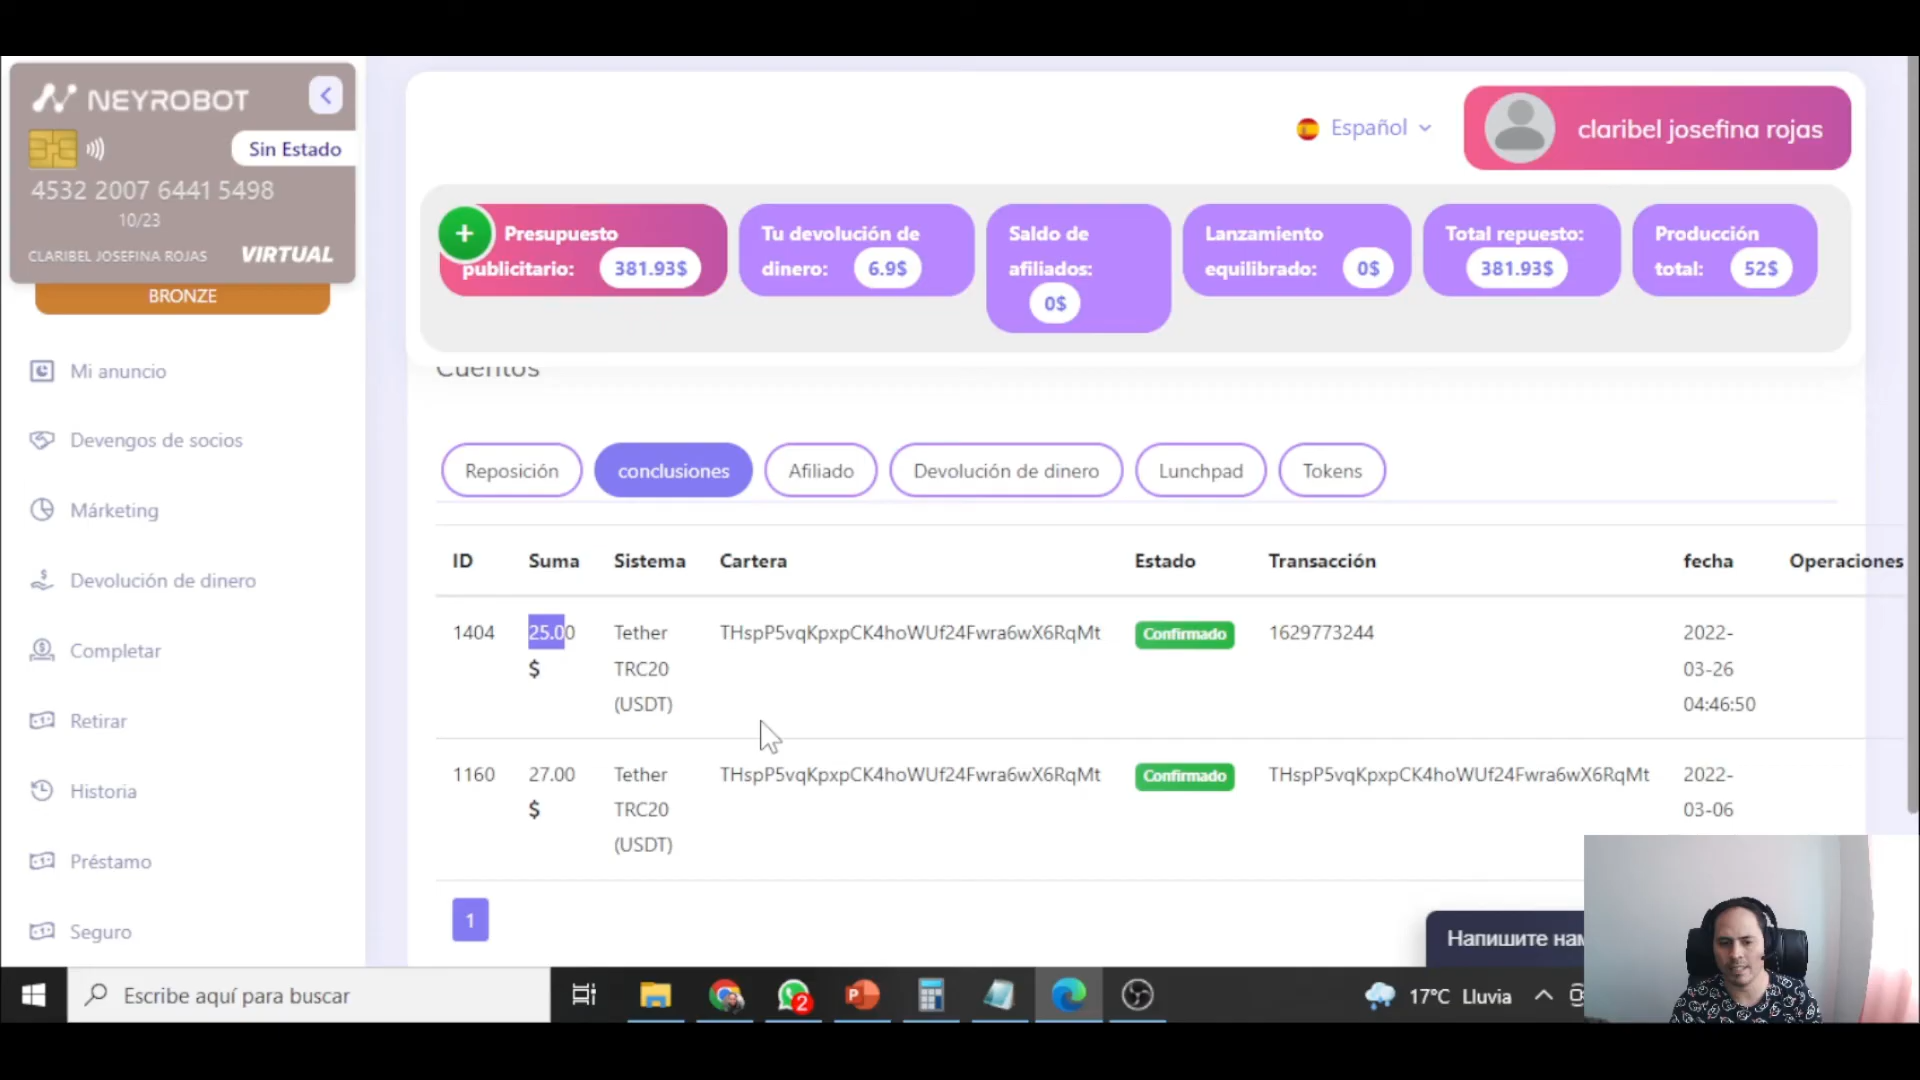 NEYROBOT
Sin Estado
4532 2007 6441 5498
10/23
CLARIBEL JOSEFINA ROJAS VIRTUAL
BRONZE
Mi anuncio
Devengos de socios
Márketing
Devolución de dinero
Completar
Retirar
Historia
Préstamo
Seguro
Español
claribel josefina rojas
+ Presupuesto
publicitario: 381.93$
Tu devolución de
dinero: 6.9$
Saldo de
afiliados:
0$
Lanzamiento
equilibrado: 0$
Total repuesto:
381.93$
Producción
total: 52$
Cuentos
Reposición conclusiones Afiliado Devolución de dinero Lunchpad Tokens
ID Suma Sistema Cartera Estado Transacción fecha Operaciones
1404 25.00 Tether THspP5vqKpxpCK4hoWUf24Fwra6wX6RqMt Confirmado 1629773244 2022-
$ TRC20 03-26
(USDT) 04:46:50
1160 27.00 Tether THspP5vqKpxpCK4hoWUf24Fwra6wX6RqMt Confirmado THspP5vqKpxpCK4hoWUf24Fwra6wX6RqMt 2022-
$ TRC20 03-06
(USDT)
1
Напишите нам
Escribe aquí para buscar
2
17°C Lluvia